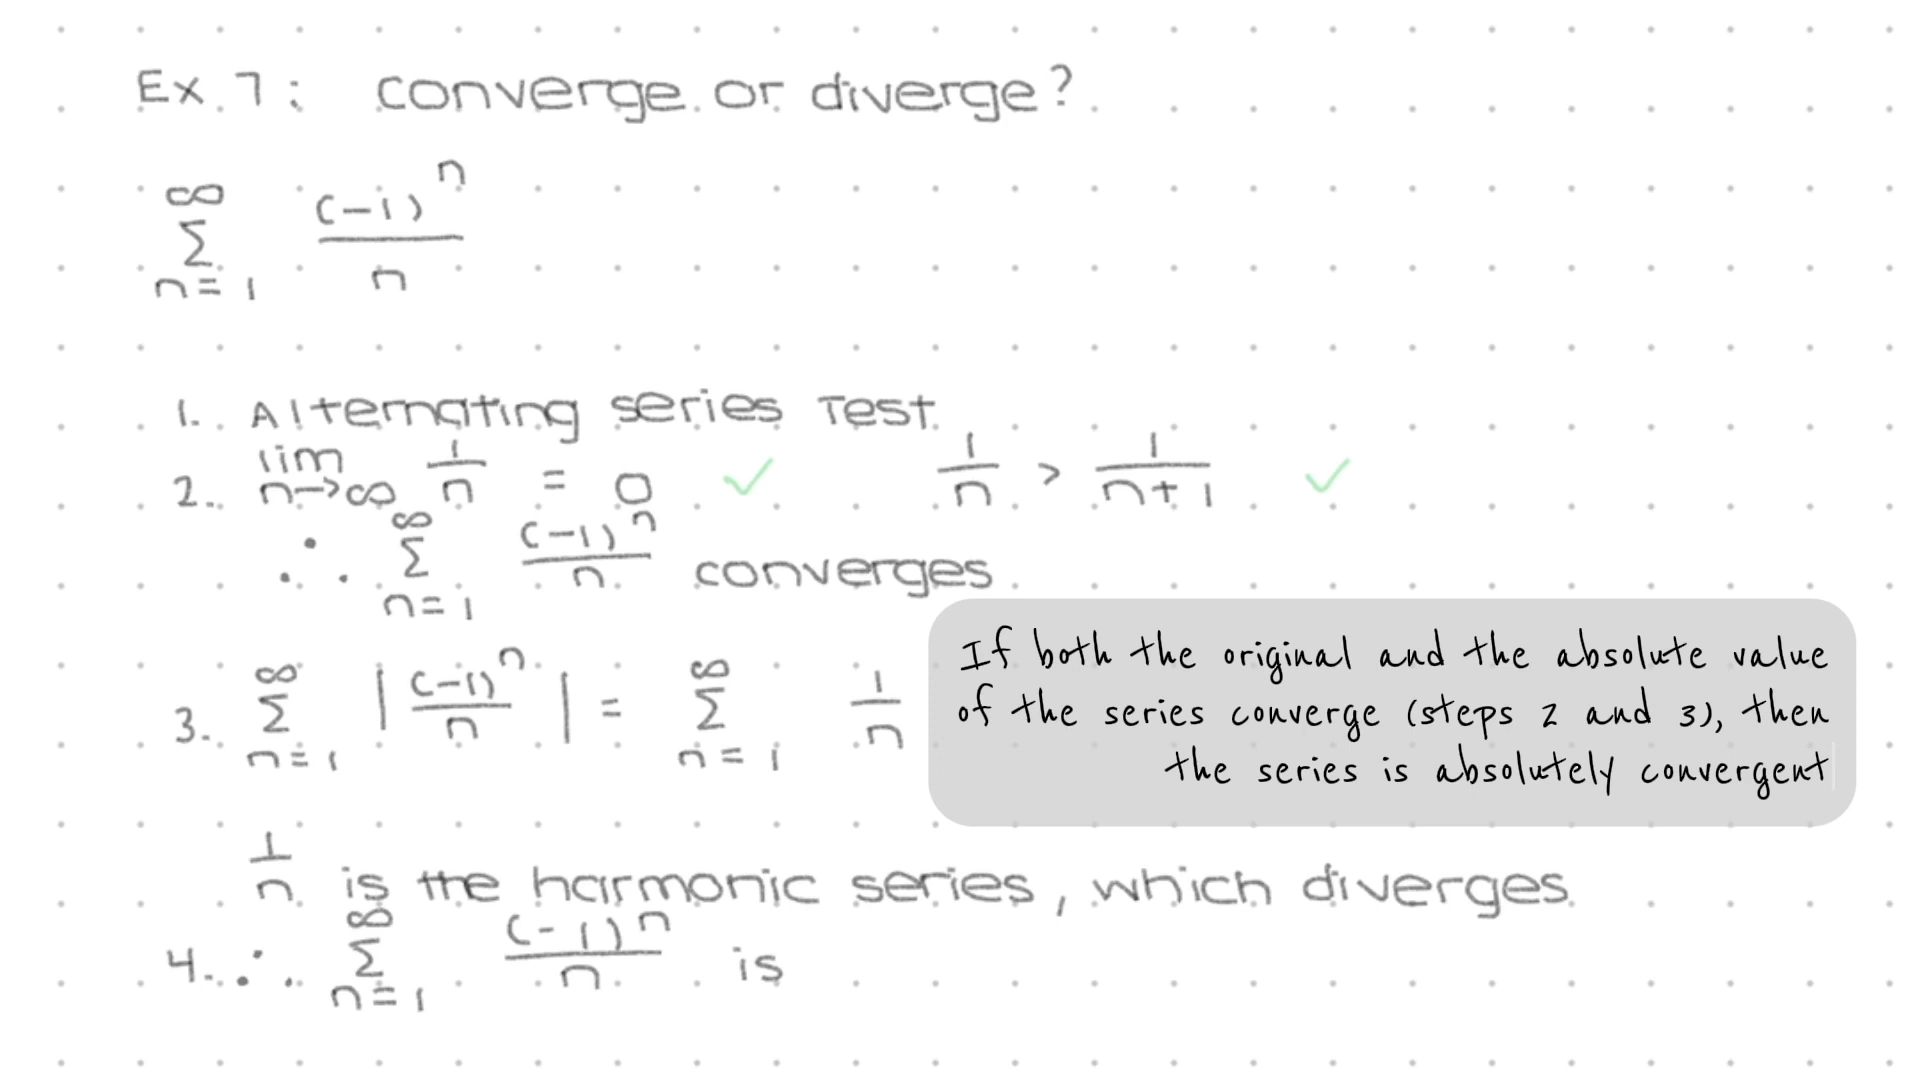 Ex. 7: converge or diverge?
∞ Σ n=1 (-1)^n / n
1. Alternating series Test
2. lim n→∞ 1/n = 0 ✓ 1/n > 1/(n+1) ✓
∴ ∞ Σ n=1 (-1)^n / n converges
3. ∞ Σ n=1 | (-1)^n / n | = ∞ Σ n=1 1/n
If both the original and the absolute value
of the series converge (steps 2 and 3), then
the series is absolutely convergent
1/n is the harmonic series, which diverges
4. ∴ ∞ Σ n=1 (-1)^n / n is